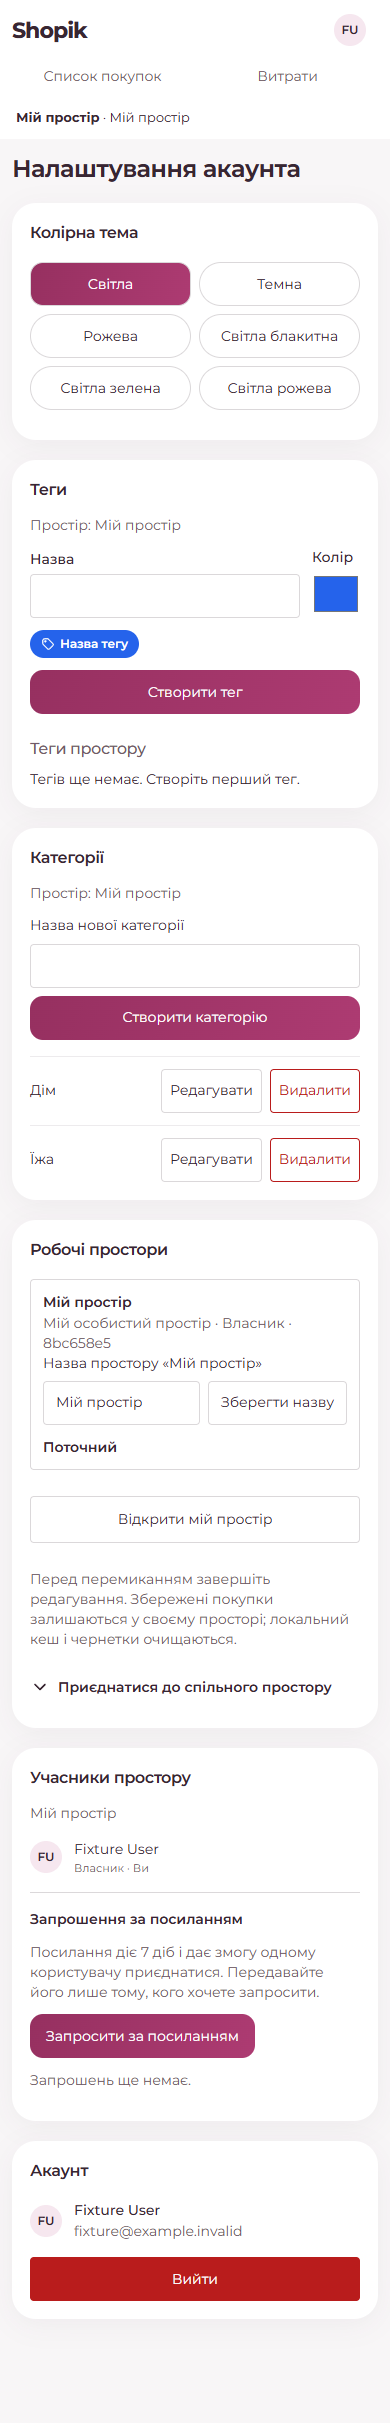 Shopik
FU
Список покупок
Витрати
Мій простір · Мій простір
Налаштування акаунта
Колірна тема
Світла
Темна
Рожева
Світла блакитна
Світла зелена
Світла рожева
Теги
Простір: Мій простір
Назва
Колір
Назва тегу
Створити тег
Теги простору
Тегів ще немає. Створіть перший тег.
Категорії
Простір: Мій простір
Назва нової категорії
Створити категорію
Дім
Редагувати
Видалити
Їжа
Редагувати
Видалити
Робочі простори
Мій простір
Мій особистий простір · Власник ·
8bc658e5
Назва простору «Мій простір»
Мій простір
Зберегти назву
Поточний
Відкрити мій простір
Перед перемиканням завершіть
редагування. Збережені покупки
залишаються у своєму просторі; локальний
кеш і чернетки очищаються.
Приєднатися до спільного простору
Учасники простору
Мій простір
FU
Fixture User
Власник · Ви
Запрошення за посиланням
Посилання діє 7 діб і дає змогу одному
користувачу приєднатися. Передавайте
його лише тому, кого хочете запросити.
Запросити за посиланням
Запрошень ще немає.
Акаунт
FU
Fixture User
fixture@example.invalid
Вийти